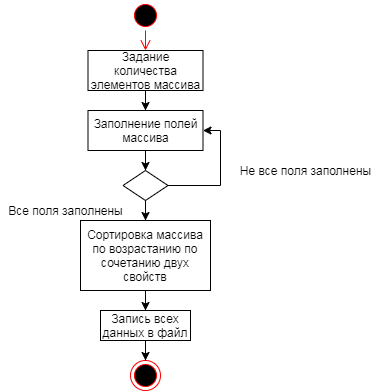 Задание
количества
элементов массива
Заполнение полей
массива
Не все поля заполнены
Все поля заполнены
Сортировка массива
по возрастанию по
сочетанию двух
свойств
Запись всех
данных в файл